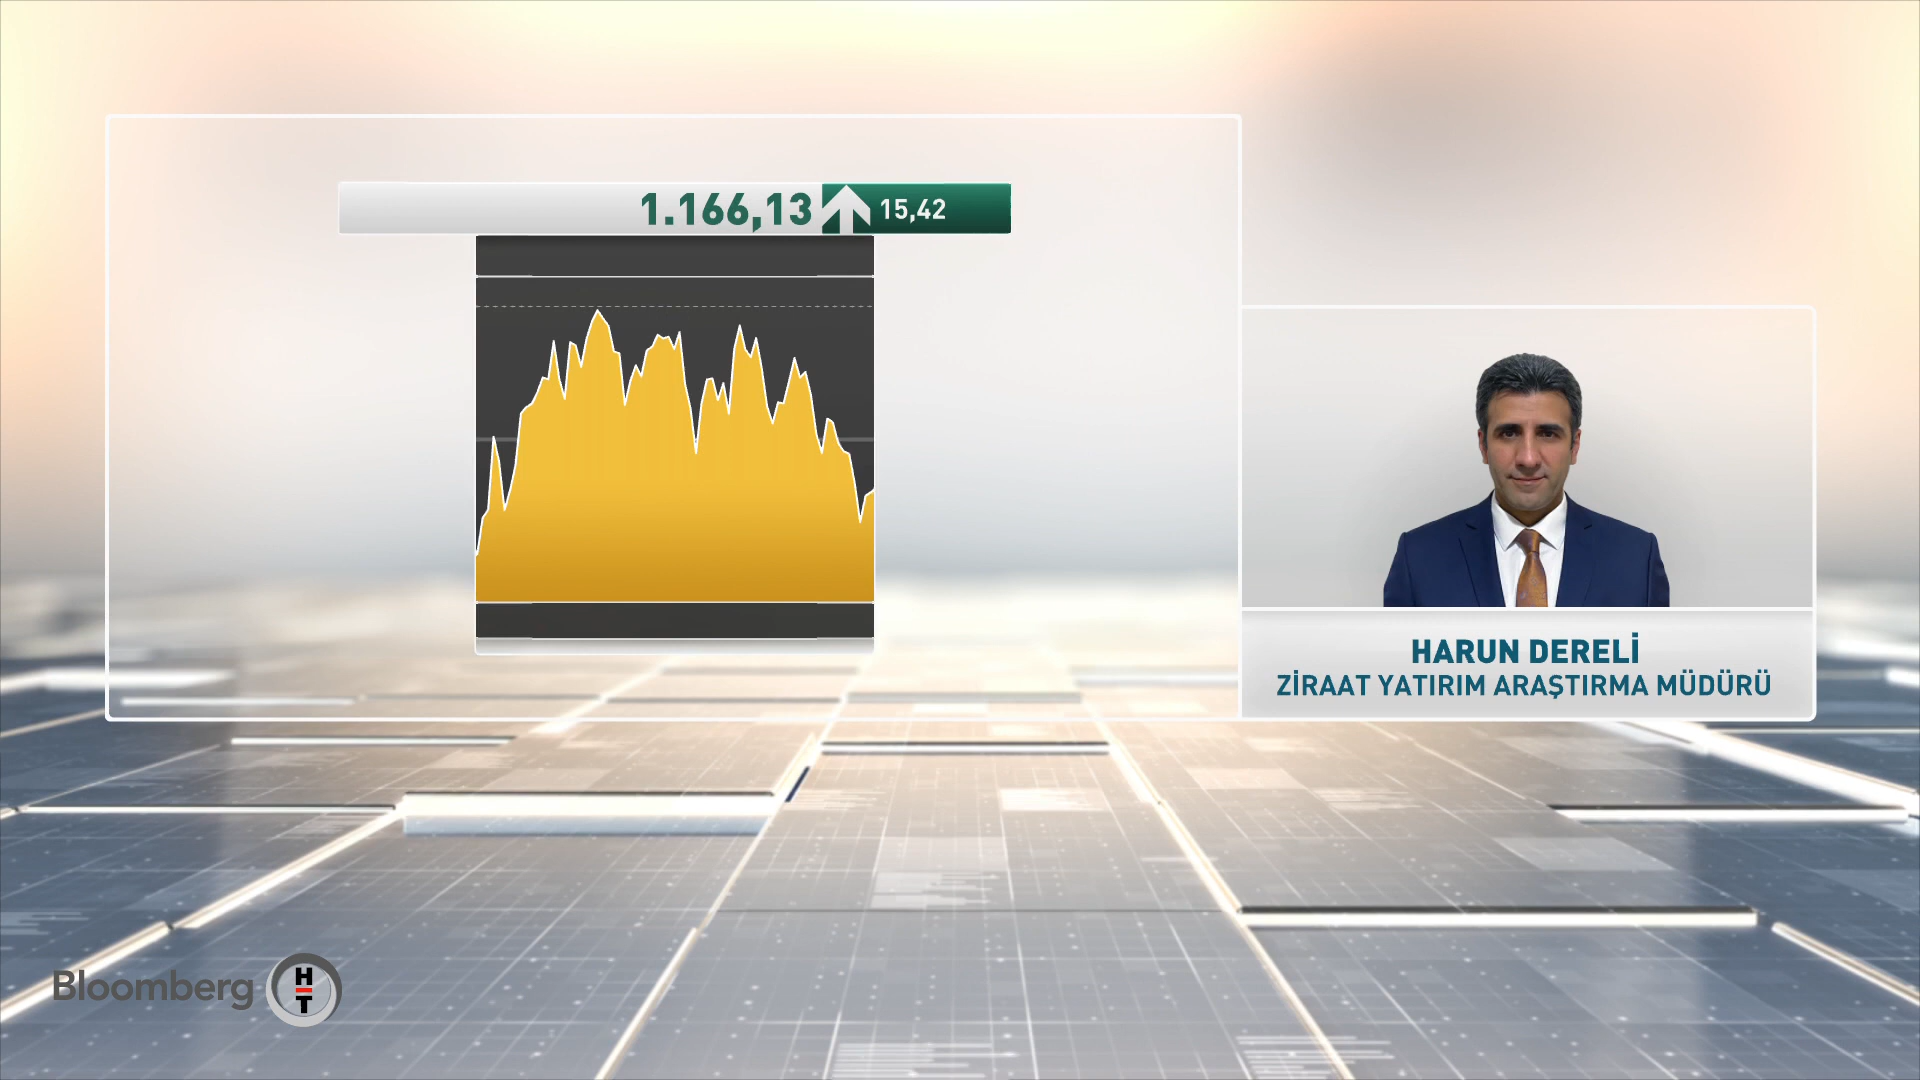 1.166,13 15,42
HARUN DERELİ
ZİRAAT YATIRIM ARAŞTIRMA MÜDÜRÜ
Bloomberg HT